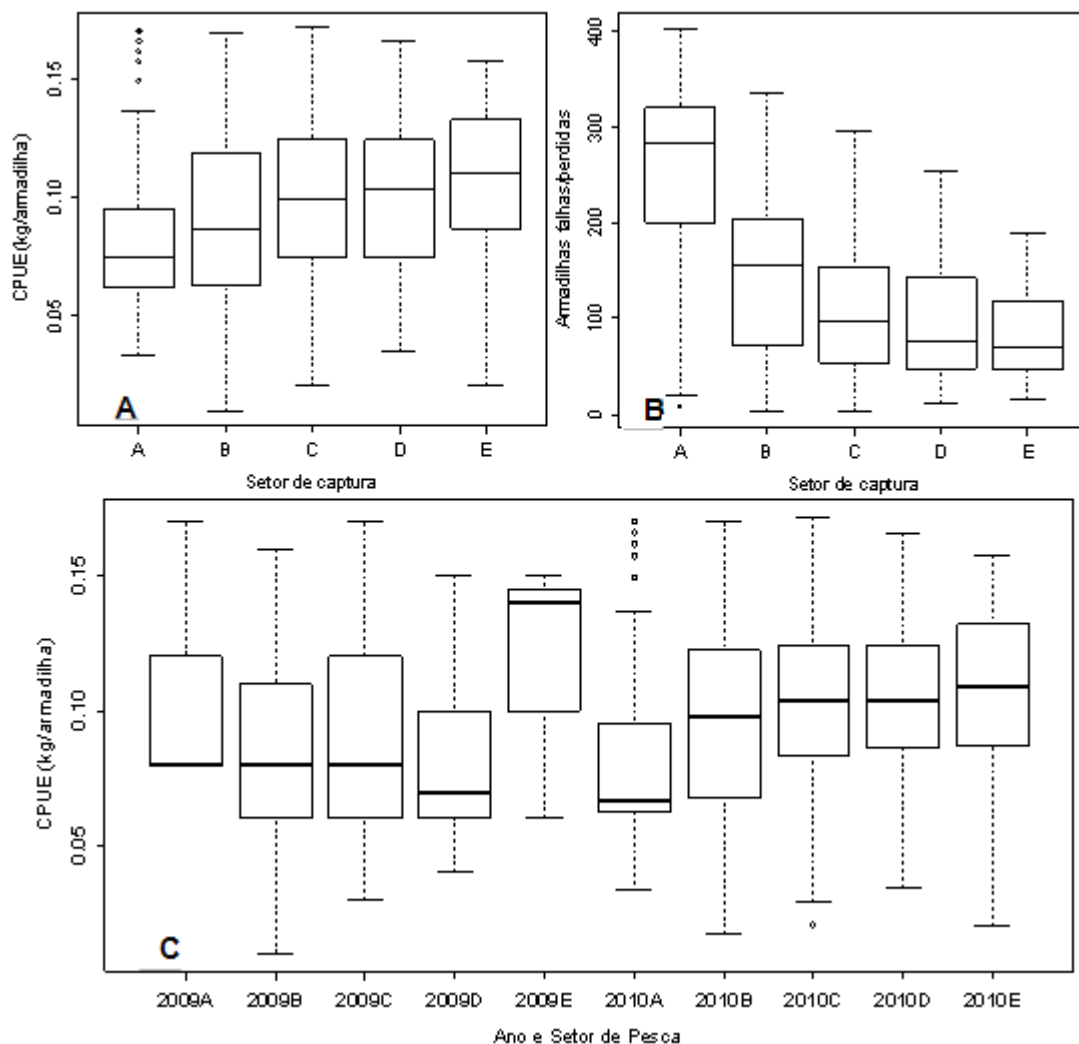 CPUE(kg/armadilha)
0.15
0.10
0.05
A
A B C D E
Setor de captura
Armadilhas falhas/perdidas
400
300
200
100
0
B
A B C D E
Setor de captura
CPUE (kg/armadilha)
0.15
0.10
0.05
C
2009A 2009B 2009C 2009D 2009E 2010A 2010B 2010C 2010D 2010E
Ano e Setor de Pesca